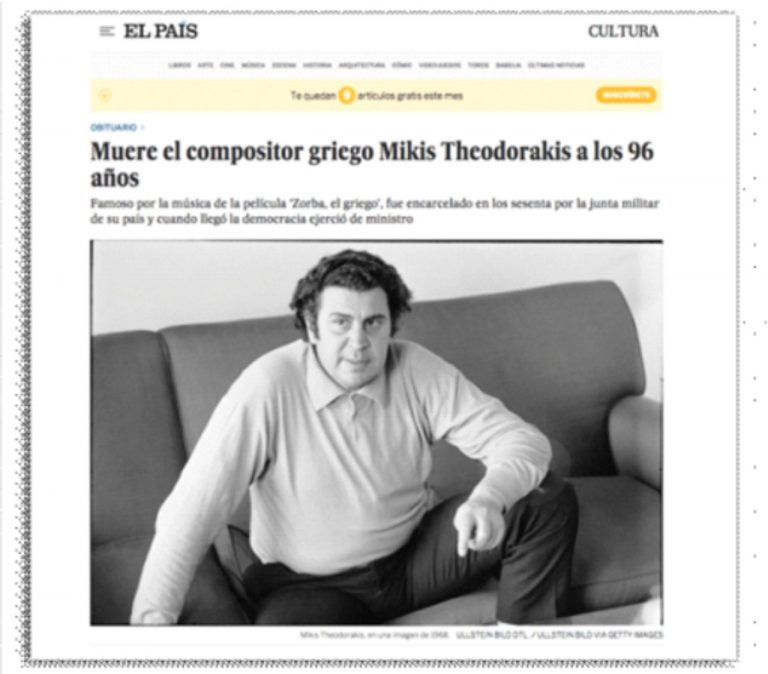 EL PAÍS
CULTURA
LIBROS ARTE CINE MÚSICA ESCENA HISTORIA ARQUITECTURA CÓMIC VIDEOJUEGOS TOROS BABELIA ÚLTIMAS NOTICIAS
Te quedan 9 artículos gratis este mes
SUSCRÍBETE
OBITUARIO >
Muere el compositor griego Mikis Theodorakis a los 96
años
Famoso por la música de la película 'Zorba, el griego', fue encarcelado en los sesenta por la junta militar
de su país y cuando llegó la democracia ejerció de ministro
Mikis Theodorakis, en una imagen de 1968. ULLSTEIN BILD DTL. / ULLSTEIN BILD VIA GETTY IMAGES